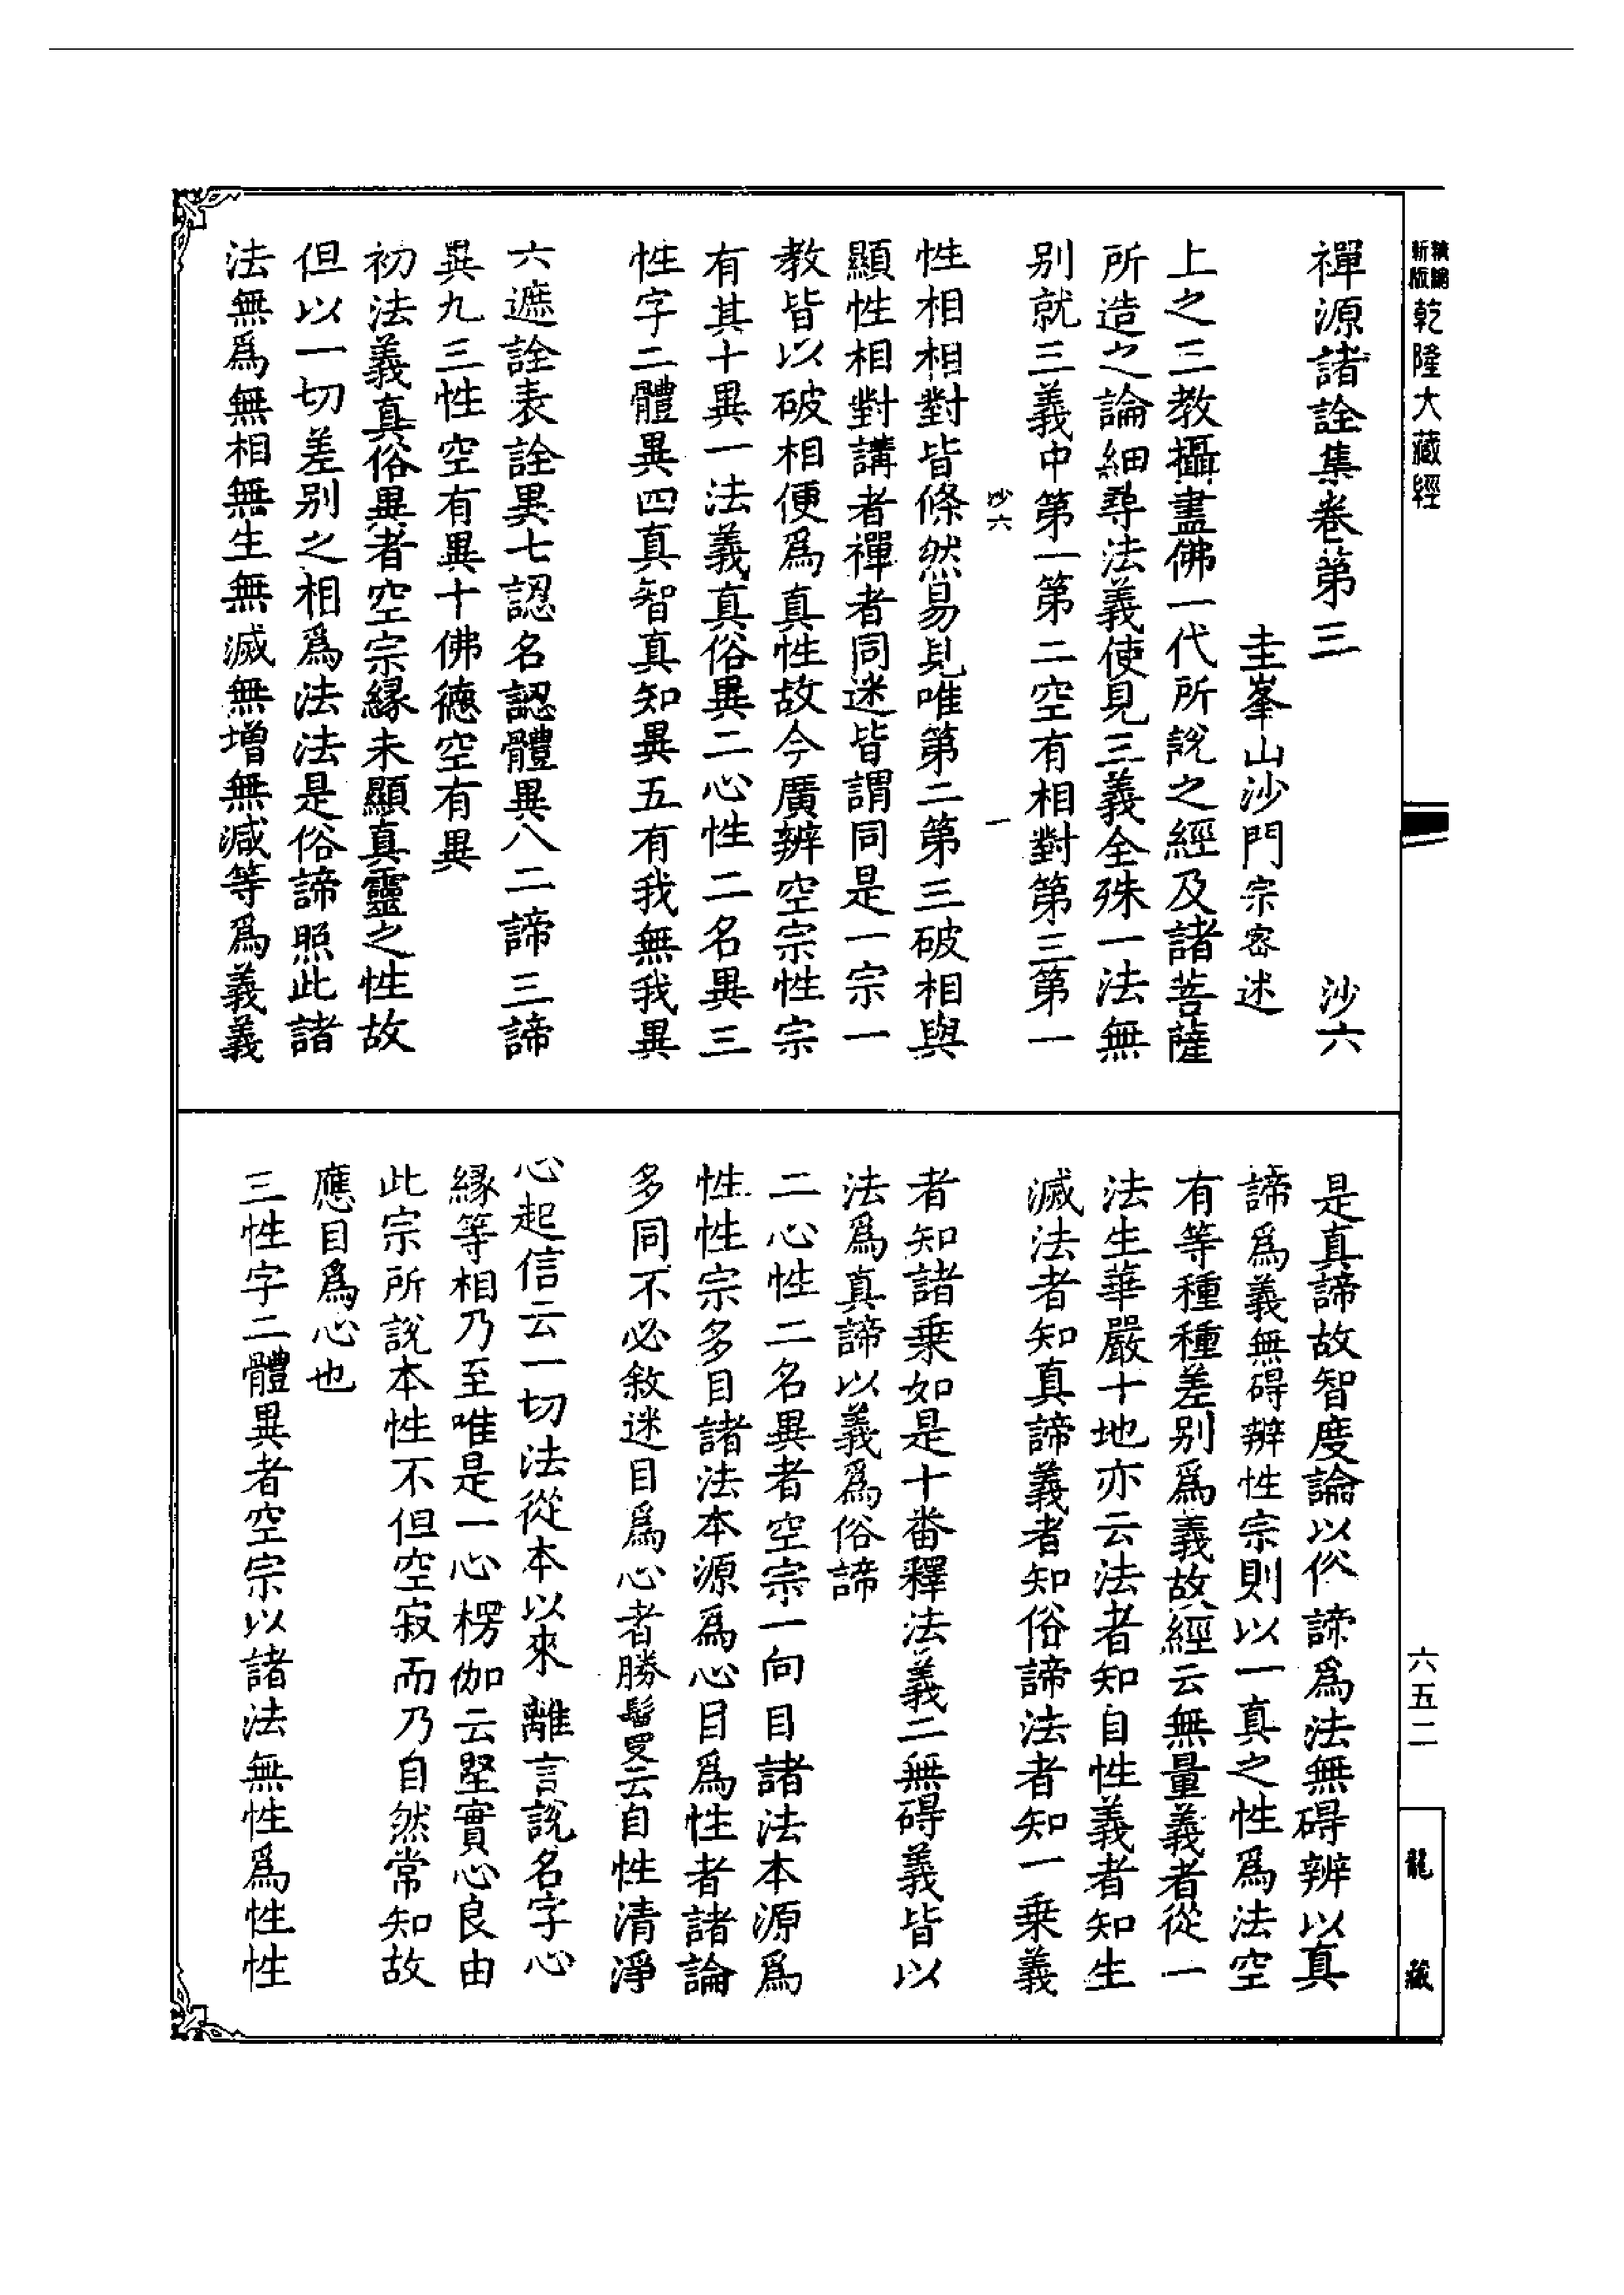 精編
新版
乾隆大藏經
禪源諸詮集卷第三　沙六
圭峯山沙門宗密述
上之三教攝盡佛一代所說之經及諸菩薩
所造之論細尋法義使見三義全殊一法無
别就三義中第一第二空有相對第三第一
沙六　一
性相相對皆條然易見唯第二第三破相與
顯性相對講者禪者同迷皆謂同是一宗一
教皆以破相便爲真性故今廣辨空宗性宗
有其十異一法義真俗異二心性二名異三
性字二體異四真智真知異五有我無我異
六遮詮表詮異七認名認體異八二諦三諦
異九三性空有異十佛德空有異
初法義真俗異者空宗緣未顯真靈之性故
但以一切差别之相爲法法是俗諦照此諸
法無爲無相無生無滅無增無減等爲義義
是真諦故智度論以俗諦爲法無碍辨以真
諦爲義無碍辨性宗則以一真之性爲法空
有等種種差别爲義故經云無量義者從一
法生華嚴十地亦云法者知自性義者知生
滅法者知真諦義者知俗諦法者知一乗義
者知諸乗如是十番釋法義二無碍義皆以
法爲真諦以義爲俗諦
二心性二名異者空宗一向目諸法本源爲
性性宗多目諸法本源爲心目爲性者諸論
多同不必敘迷目爲心者勝鬘云自性清淨
心起信云一切法從本以來離言說名字心
緣等相乃至唯是一心楞伽云堅實心良由
此宗所說本性不但空寂而乃自然常知故
應目爲心也
三性字二體異者空宗以諸法無性爲性性
六五二
龍藏